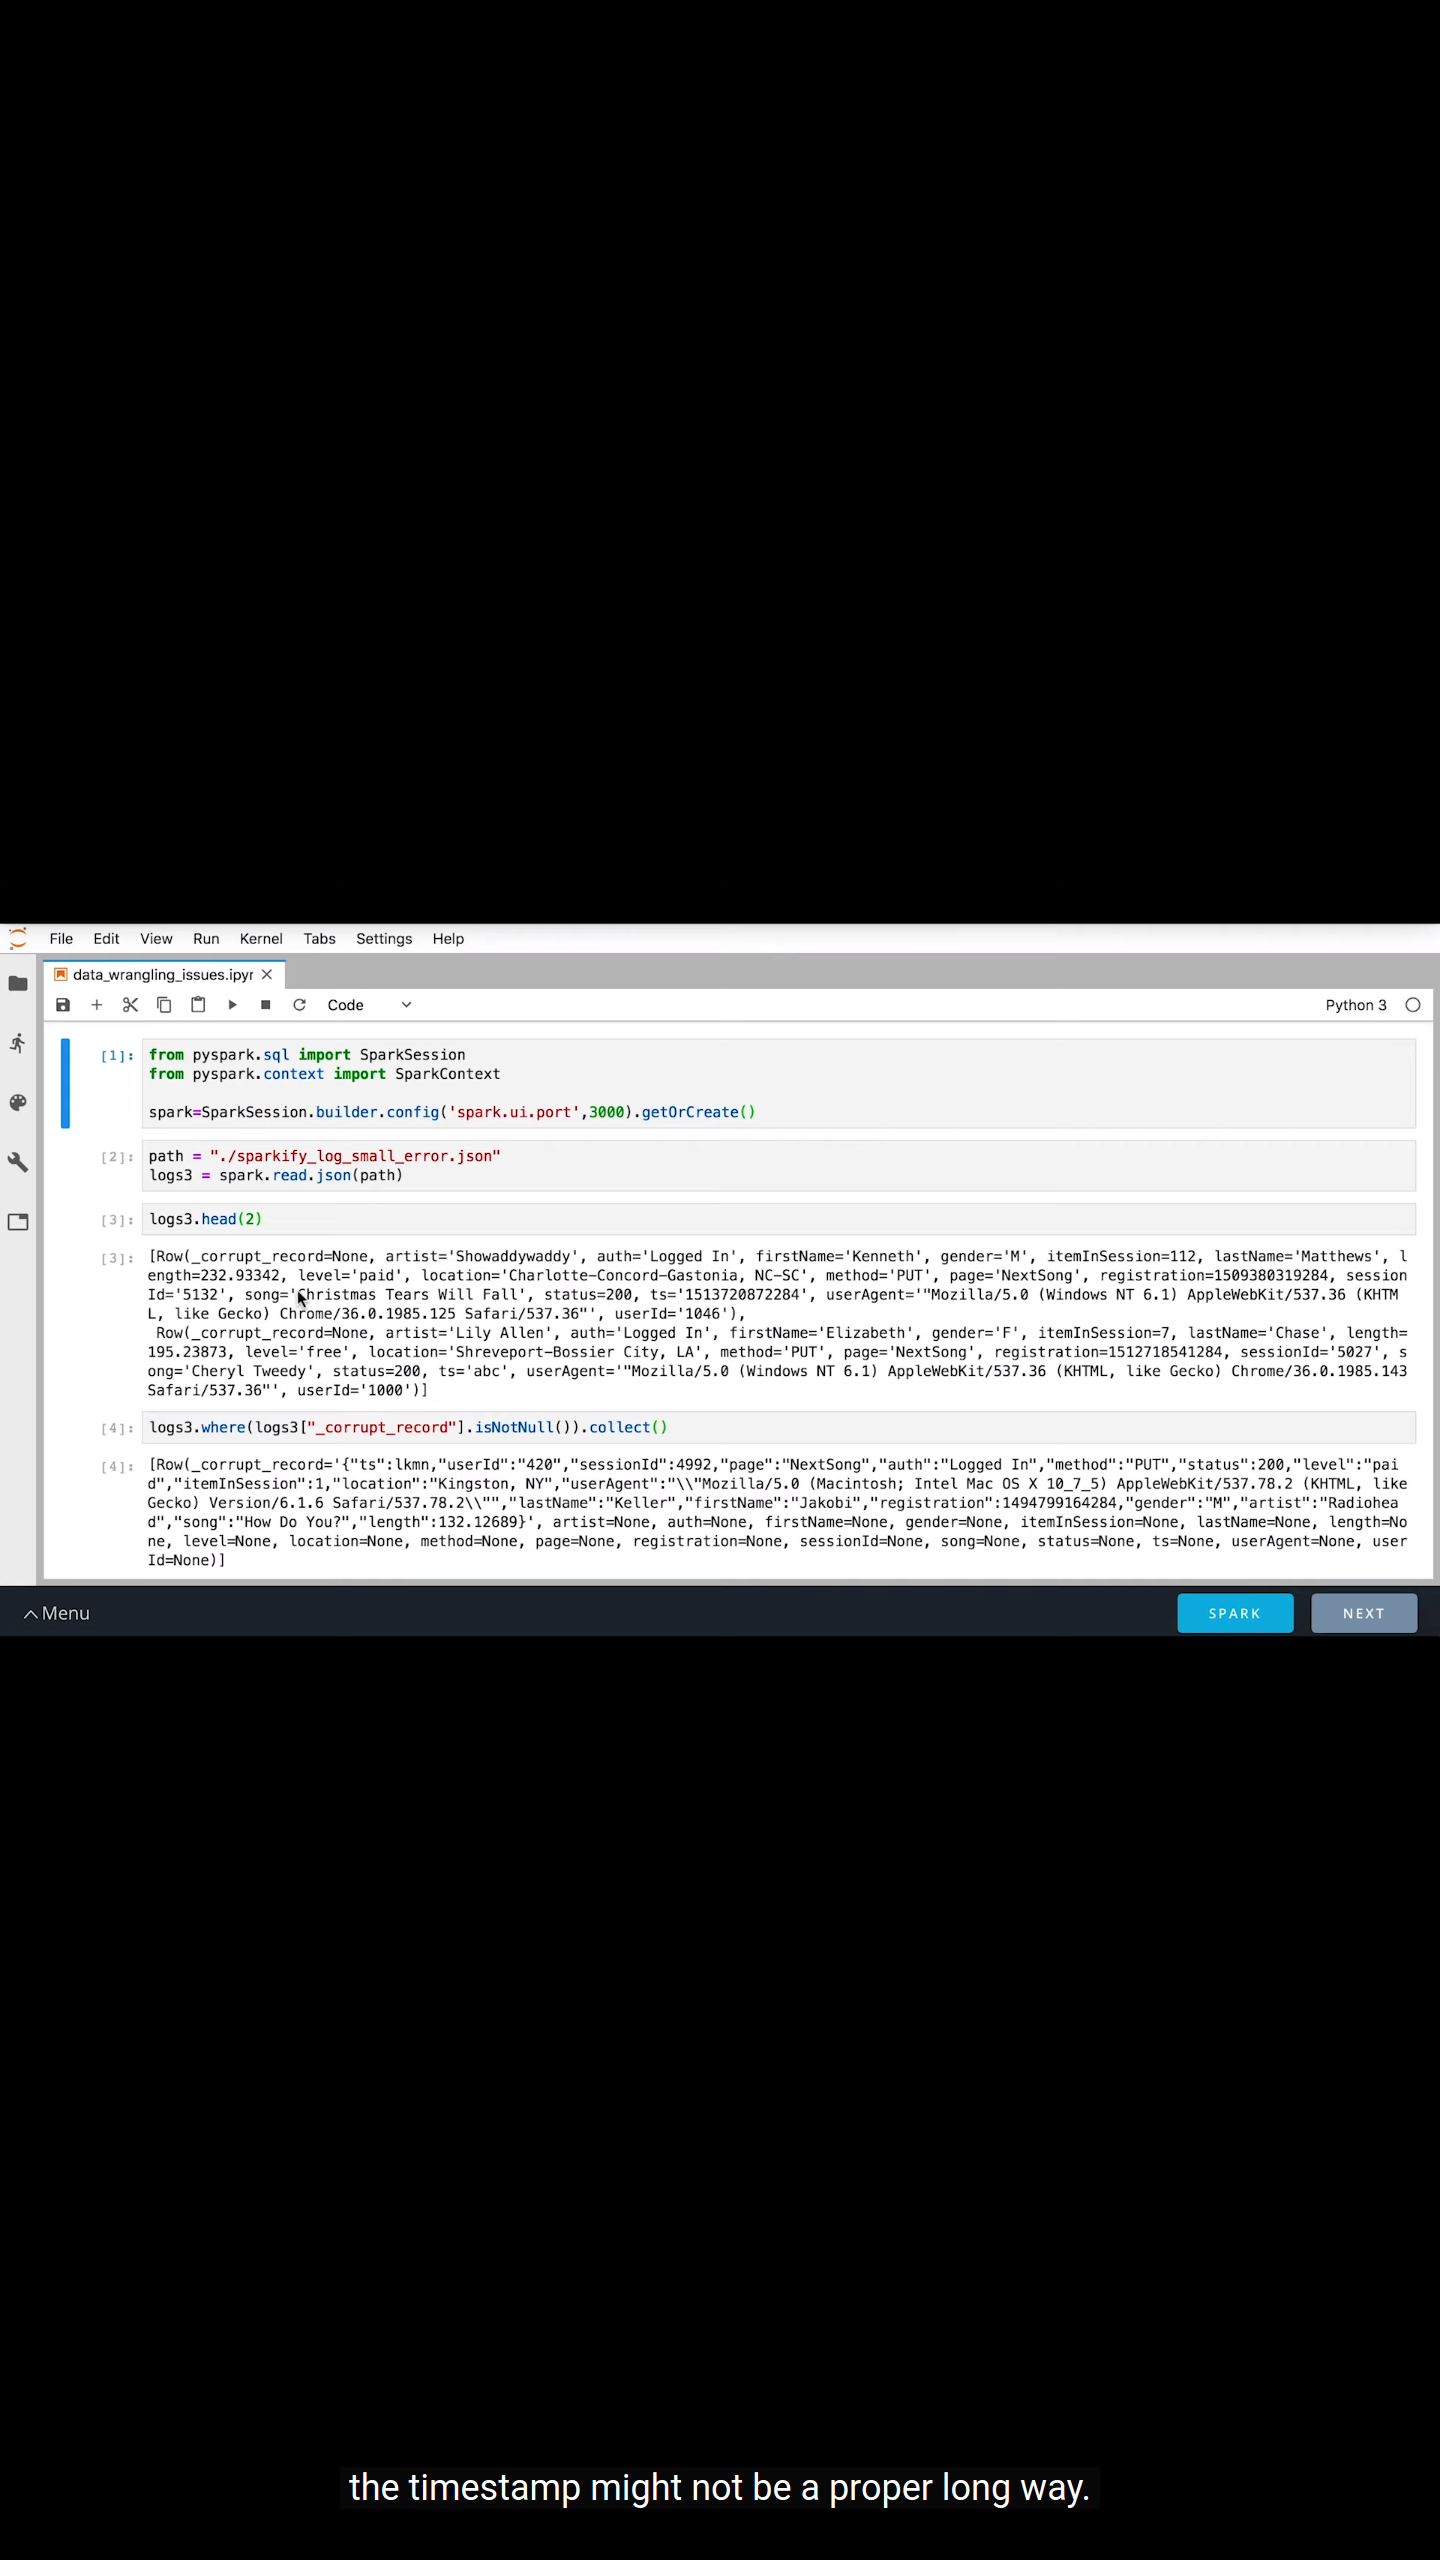 File Edit View Run Kernel Tabs Settings Help
data_wrangling_issues.ipyr
Code
Python 3
[1]: from pyspark.sql import SparkSession
from pyspark.context import SparkContext
spark=SparkSession.builder.config('spark.ui.port',3000).getOrCreate()
[2]: path = "./sparkify_log_small_error.json"
logs3 = spark.read.json(path)
[3]: logs3.head(2)
[3]: [Row(_corrupt_record=None, artist='Showaddywaddy', auth='Logged In', firstName='Kenneth', gender='M', itemInSession=112, lastName='Matthews', l
ength=232.93342, level='paid', location='Charlotte-Concord-Gastonia, NC-SC', method='PUT', page='NextSong', registration=1509380319284, session
Id='5132', song='Christmas Tears Will Fall', status=200, ts='1513720872284', userAgent='"Mozilla/5.0 (Windows NT 6.1) AppleWebKit/537.36 (KHTM
L, like Gecko) Chrome/36.0.1985.125 Safari/537.36"', userId='1046'),
Row(_corrupt_record=None, artist='Lily Allen', auth='Logged In', firstName='Elizabeth', gender='F', itemInSession=7, lastName='Chase', length=
195.23873, level='free', location='Shreveport-Bossier City, LA', method='PUT', page='NextSong', registration=1512718541284, sessionId='5027', s
ong='Cheryl Tweedy', status=200, ts='abc', userAgent='"Mozilla/5.0 (Windows NT 6.1) AppleWebKit/537.36 (KHTML, like Gecko) Chrome/36.0.1985.143
Safari/537.36"', userId='1000')]
[4]: logs3.where(logs3["_corrupt_record"].isNotNull()).collect()
[4]: [Row(_corrupt_record='{"ts":lkmn,"userId":"420","sessionId":4992,"page":"NextSong","auth":"Logged In","method":"PUT","status":200,"level":"pai
d","itemInSession":1,"location":"Kingston, NY","userAgent":"\\"Mozilla/5.0 (Macintosh; Intel Mac OS X 10_7_5) AppleWebKit/537.78.2 (KHTML, like
Gecko) Version/6.1.6 Safari/537.78.2\\"","lastName":"Keller","firstName":"Jakobi","registration":1494799164284,"gender":"M","artist":"Radiohea
d","song":"How Do You?","length":132.12689}', artist=None, auth=None, firstName=None, gender=None, itemInSession=None, lastName=None, length=No
ne, level=None, location=None, method=None, page=None, registration=None, sessionId=None, song=None, status=None, ts=None, userAgent=None, user
Id=None)]
Menu
SPARK
NEXT
the timestamp might not be a proper long way.